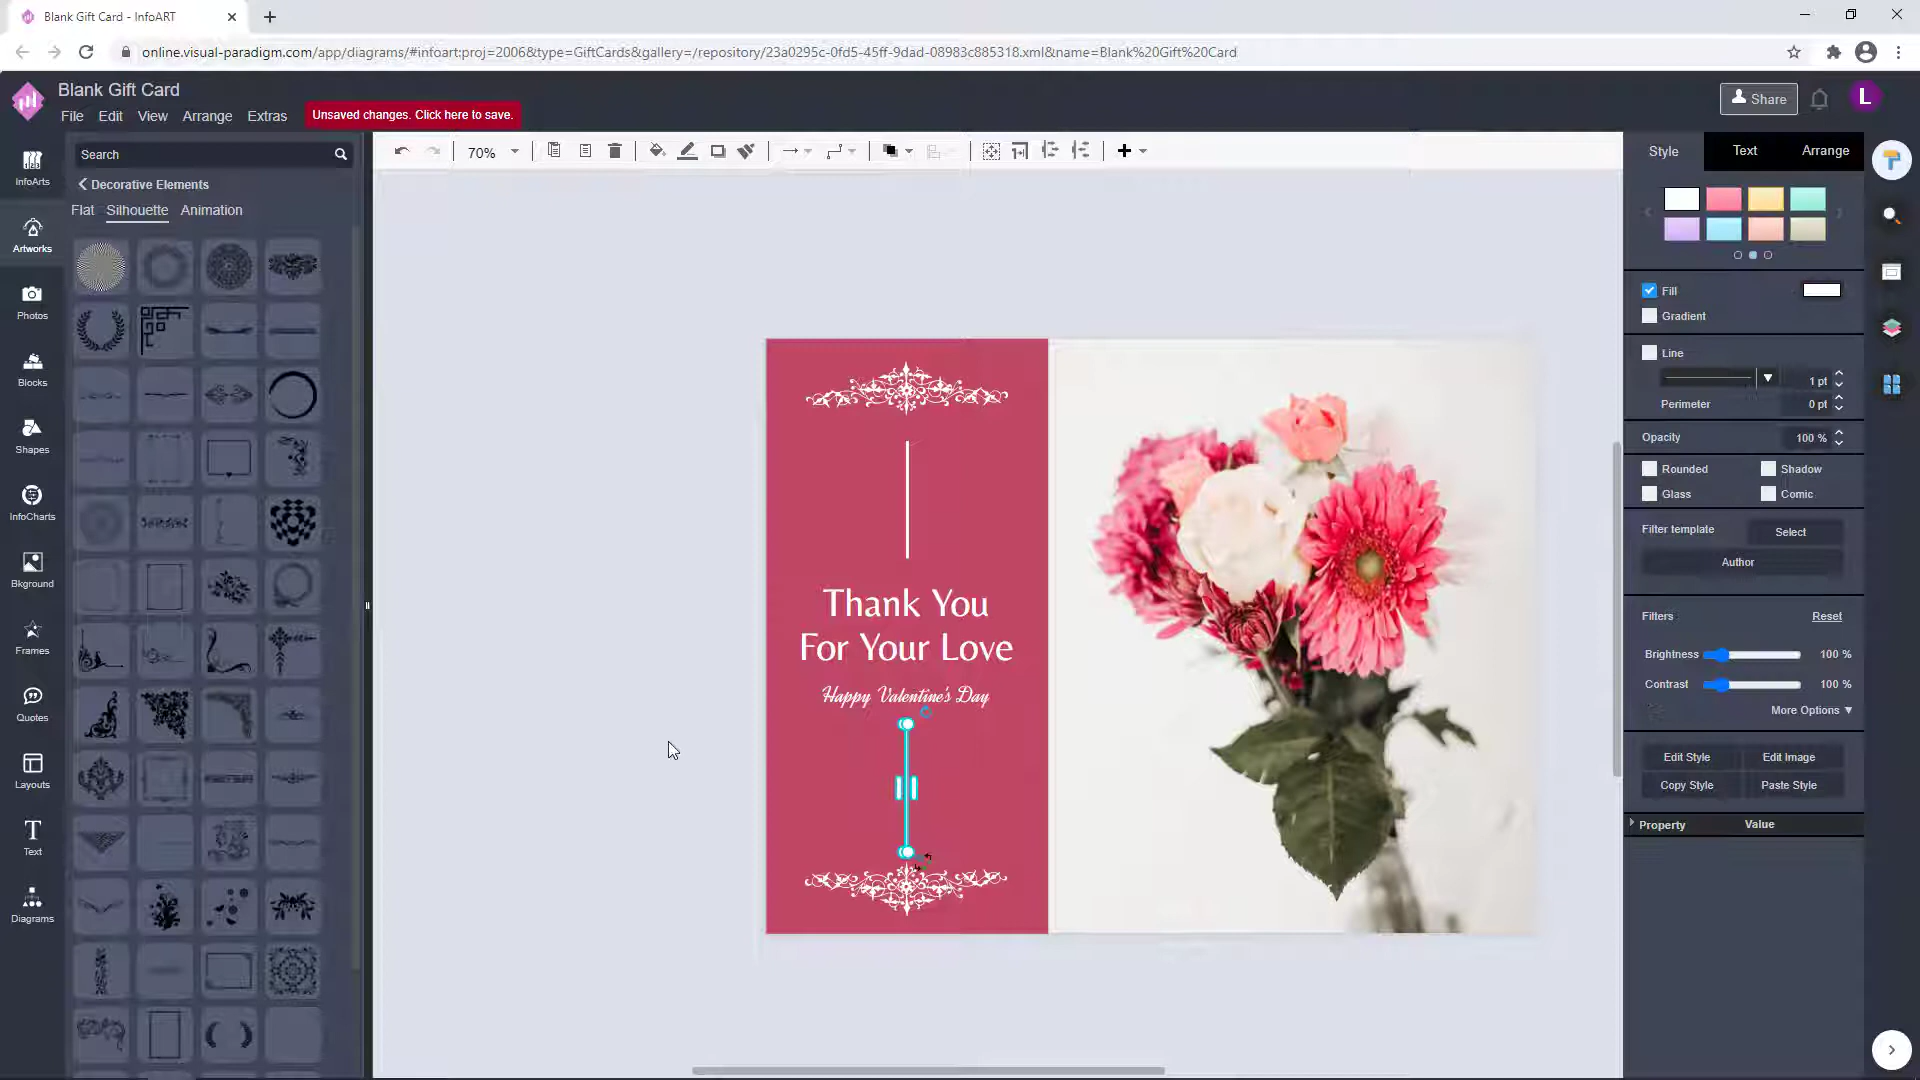 Blank Gift Card - InfoART
online.visual-paradigm.com/app/diagrams/#infoart:proj=2006&type=GiftCards&gallery=/repository/23a0295c-0fd5-45ff-9dad-08983c885318.xml&name=Blank%20Gift%20Card
Blank Gift Card
File Edit View Arrange Extras
Unsaved changes. Click here to save.
Share
L
InfoArts
Artworks
Photos
Blocks
Shapes
InfoCharts
Bkground
Frames
Quotes
Layouts
Text
Diagrams
Search
Decorative Elements
Flat Silhouette Animation
70%
Thank You
For Your Love
Happy Valentine's Day
Style Text Arrange
Fill
Gradient
Line
1 pt
Perimeter 0 pt
Opacity 100 %
Rounded Shadow
Glass Comic
Filter template Select
Author
Filters Reset
Brightness 100 %
Contrast 100 %
More Options
Edit Style Edit Image
Copy Style Paste Style
Property Value